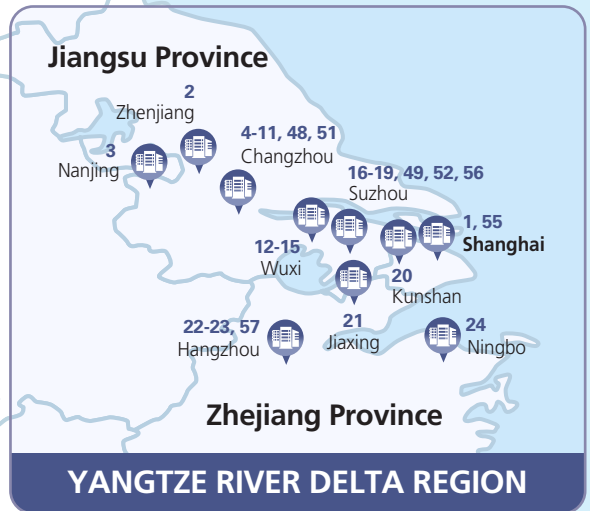 Jiangsu Province
2
Zhenjiang
3
Nanjing
4-11, 48, 51
Changzhou
16-19, 49, 52, 56
Suzhou
1, 55
Shanghai
12-15
Wuxi
20
Kunshan
22-23, 57
Hangzhou
21
Jiaxing
24
Ningbo
Zhejiang Province
YANGTZE RIVER DELTA REGION